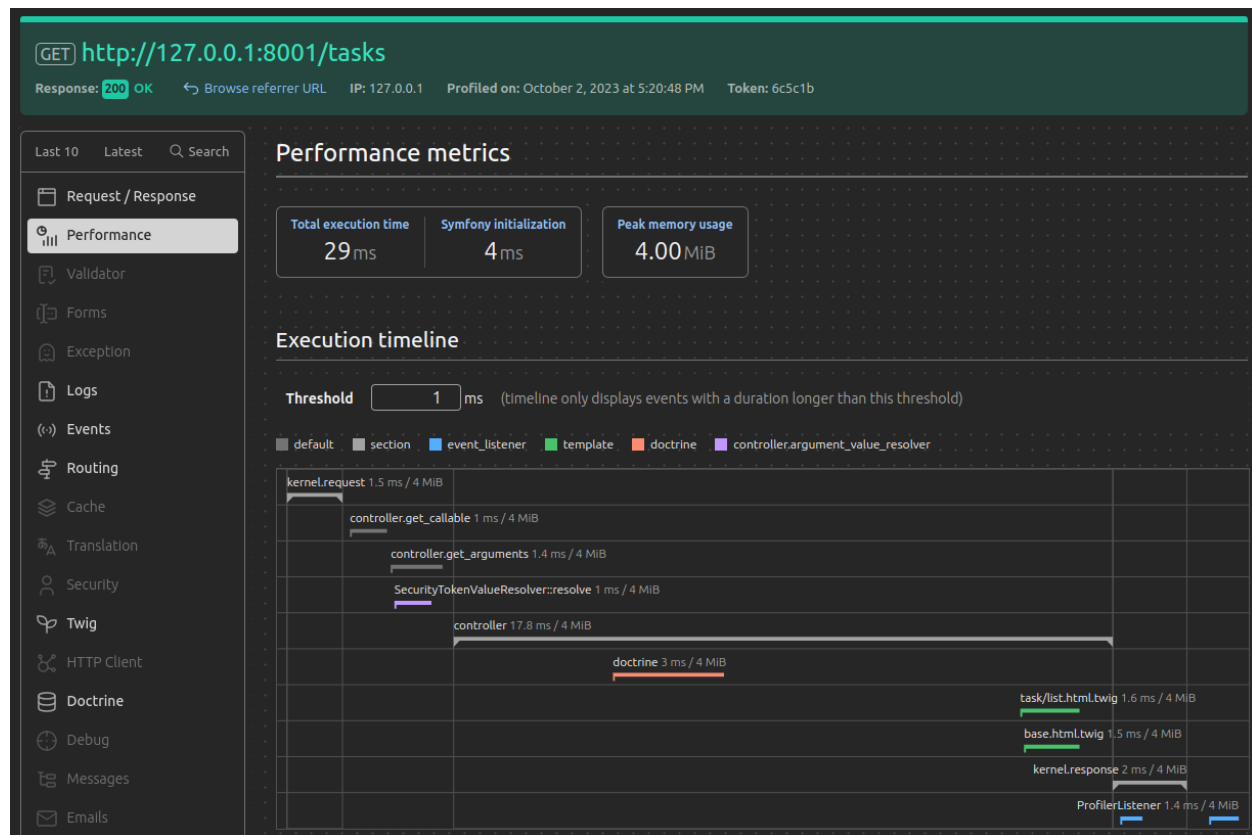 GET http://127.0.0.1:8001/tasks
Response: 200 OK Browse referrer URL IP: 127.0.0.1 Profiled on: October 2, 2023 at 5:20:48 PM Token: 6c5c1b
Last 10 Latest Search
Request / Response
Performance
Validator
Forms
Exception
Logs
Events
Routing
Cache
Translation
Security
Twig
HTTP Client
Doctrine
Debug
Messages
Emails
Performance metrics
Total execution time Symfony initialization Peak memory usage
29 ms 4 ms 4.00 MiB
Execution timeline
Threshold 1 ms (timeline only displays events with a duration longer than this threshold)
default section event_listener template doctrine controller.argument_value_resolver
kernel.request 1.5 ms / 4 MiB
controller.get_callable 1 ms / 4 MiB
controller.get_arguments 1.4 ms / 4 MiB
SecurityTokenValueResolver::resolve 1 ms / 4 MiB
controller 17.8 ms / 4 MiB
doctrine 3 ms / 4 MiB
task/list.html.twig 1.6 ms / 4 MiB
base.html.twig 1.5 ms / 4 MiB
kernel.response 2 ms / 4 MiB
ProfilerListener 1.4 ms / 4 MiB